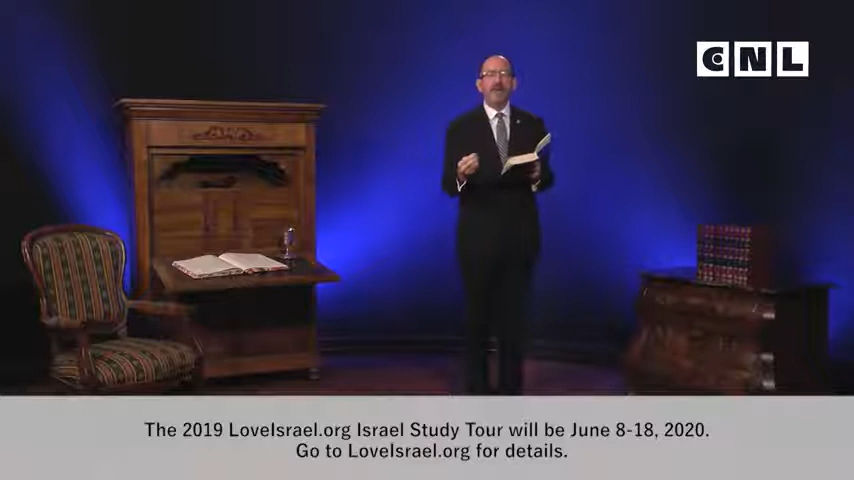 CNL
The 2019 LoveIsrael.org Israel Study Tour will be June 8-18, 2020.
Go to LoveIsrael.org for details.